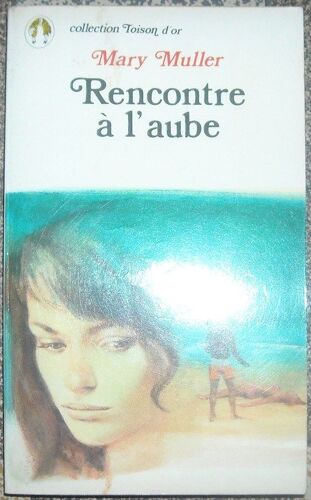 collection Toison d'or
Mary Muller
Rencontre
à l'aube